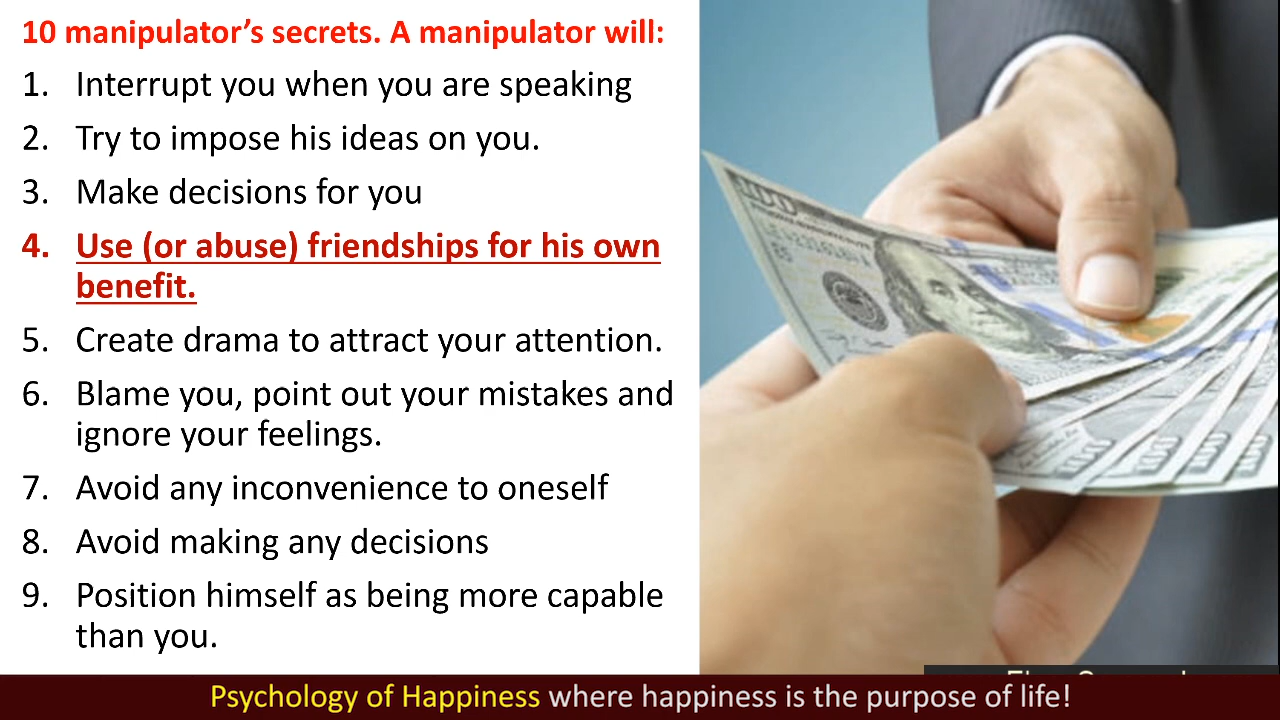 10 manipulator’s secrets. A manipulator will:
1. Interrupt you when you are speaking
2. Try to impose his ideas on you.
3. Make decisions for you
4. Use (or abuse) friendships for his own
benefit.
5. Create drama to attract your attention.
6. Blame you, point out your mistakes and
ignore your feelings.
7. Avoid any inconvenience to oneself
8. Avoid making any decisions
9. Position himself as being more capable
than you.
100
100
100
100
Psychology of Happiness where happiness is the purpose of life!